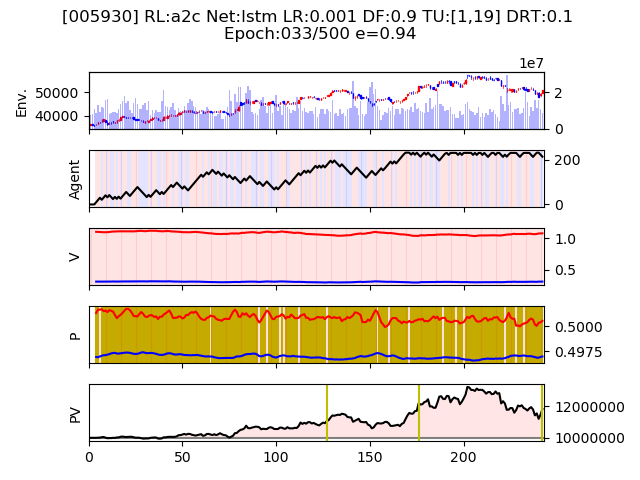 [005930] RL:a2c Net:lstm LR:0.001 DF:0.9 TU:[1,19] DRT:0.1
Epoch:033/500 e=0.94
1e7
Env.
50000
40000
2
0
Agent
200
0
V
1.0
0.5
P
0.5000
0.4975
PV
12000000
10000000
0 50 100 150 200